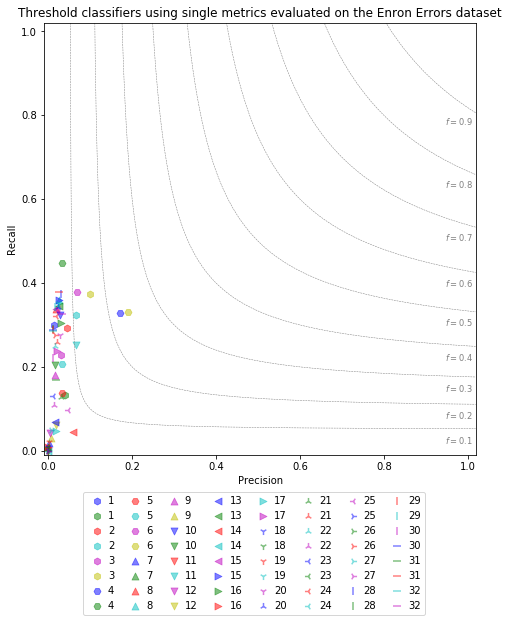 Threshold classifiers using single metrics evaluated on the Enron Errors dataset
1.0
0.8
0.6
0.4
0.2
0.0
Recall
f = 0.9
f = 0.8
f = 0.7
f = 0.6
f = 0.5
f = 0.4
f = 0.3
f = 0.2
f = 0.1
0.0 0.2 0.4 0.6 0.8 1.0
Precision
1 5 9 13 17 21 25 29
1 5 9 13 17 21 25 29
2 6 10 14 18 22 26 30
2 6 10 14 18 22 26 30
3 7 11 15 19 23 27 31
3 7 11 15 19 23 27 31
4 8 12 16 20 24 28 32
4 8 12 16 20 24 28 32